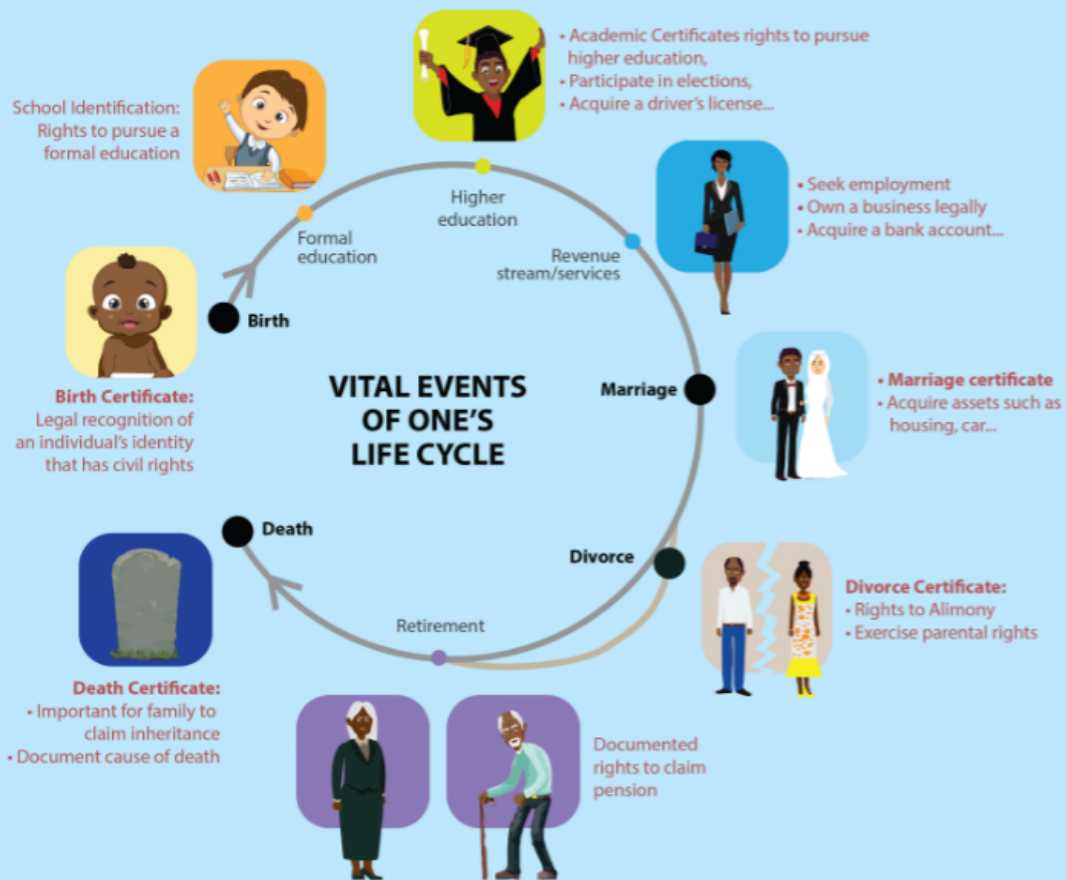 • Academic Certificates rights to pursue
higher education,
• Participate in elections,
• Acquire a driver's license...
School Identification:
Rights to pursue a
formal education
Higher
education
Formal
education
• Seek employment
• Own a business legally
• Acquire a bank account...
Revenue
stream/services
Birth
Birth Certificate:
Legal recognition of
an individual's identity
that has civil rights
VITAL EVENTS
OF ONE'S
LIFE CYCLE
Marriage
• Marriage certificate
• Acquire assets such as
housing, car...
Death
Divorce
Divorce Certificate:
• Rights to Alimony
• Exercise parental rights
Retirement
Death Certificate:
• Important for family to
claim inheritance
• Document cause of death
Documented
rights to claim
pension